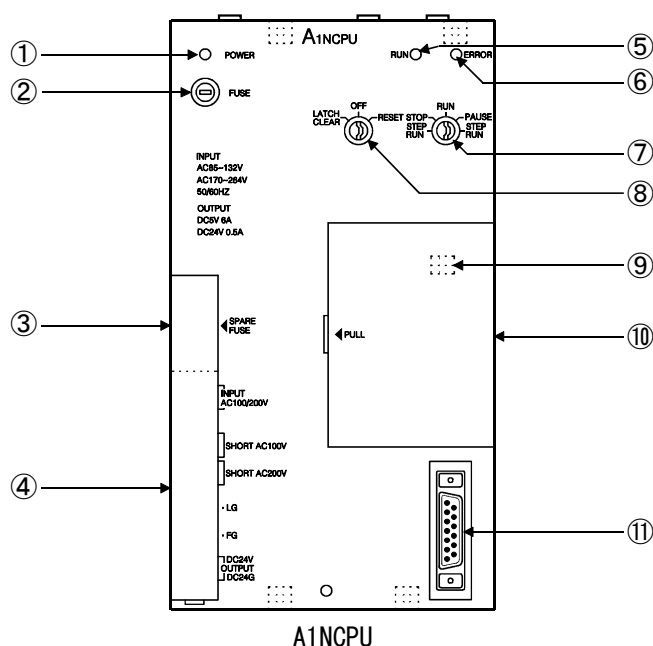 A1NCPU
① POWER
RUN ⑤
ERROR ⑥
② FUSE
LATCH CLEAR OFF RESET
STOP RUN PAUSE
STEP RUN STEP RUN
⑦
⑧
INPUT
AC85~132V
AC170~264V
50/60HZ
OUTPUT
DC5V 6A
DC24V 0.5A
⑨
③ SPARE
FUSE
PULL ⑩
INPUT
AC100/200V
SHORT AC100V
④ SHORT AC200V
LG
FG
⑪
DC24V
OUTPUT
DC24G
A1NCPU